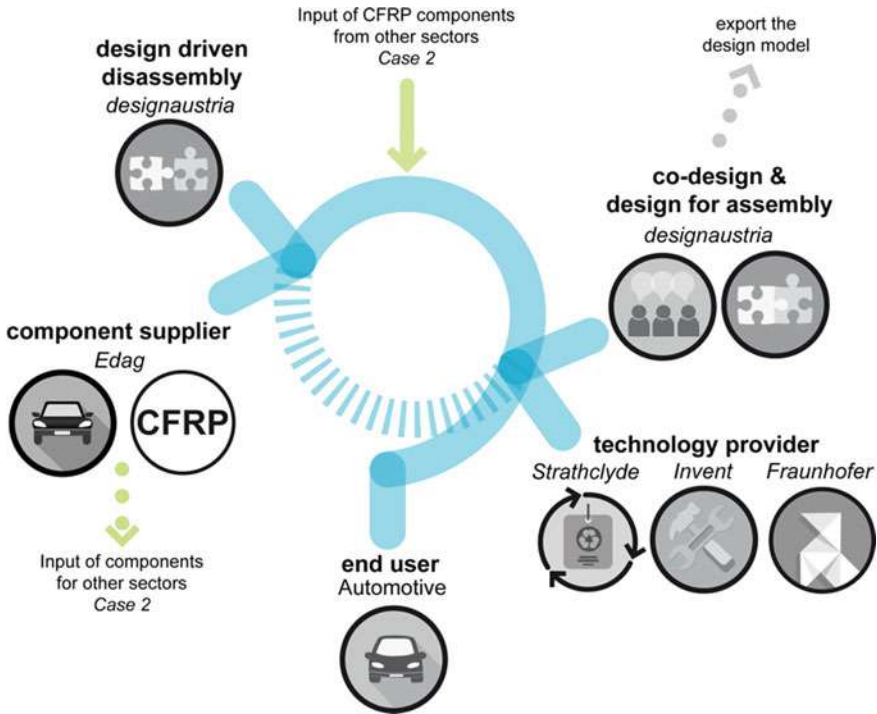 design driven
disassembly
designaustria
Input of CFRP components
from other sectors
Case 2
export
the design model
co-design &
design for assembly
designaustria
component supplier
Edag
CFRP
Input of components
for other sectors
Case 2
technology provider
Strathclyde Invent Fraunhofer
end user
Automotive